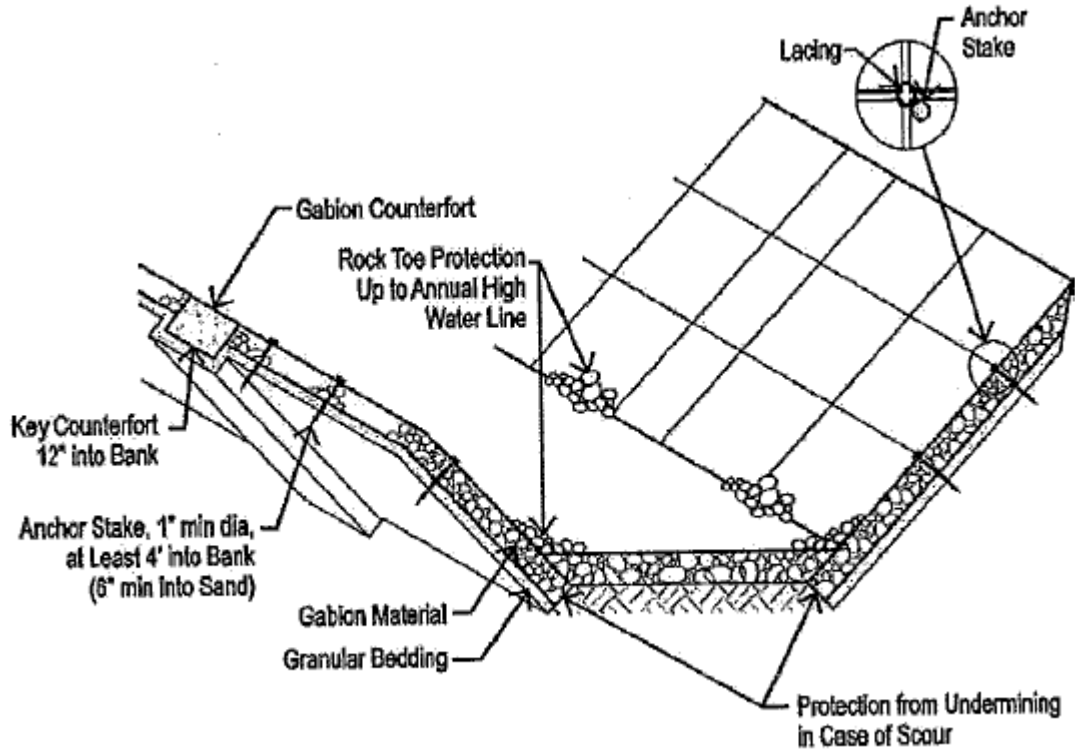 Anchor
Stake
Lacing
Gabion Counterfort
Rock Toe Protection
Up to Annual High
Water Line
Key Counterfort
12" into Bank
Anchor Stake, 1" min dia,
at Least 4' into Bank
(6" min into Sand)
Gabion Material
Granular Bedding
Protection from Undermining
in Case of Scour